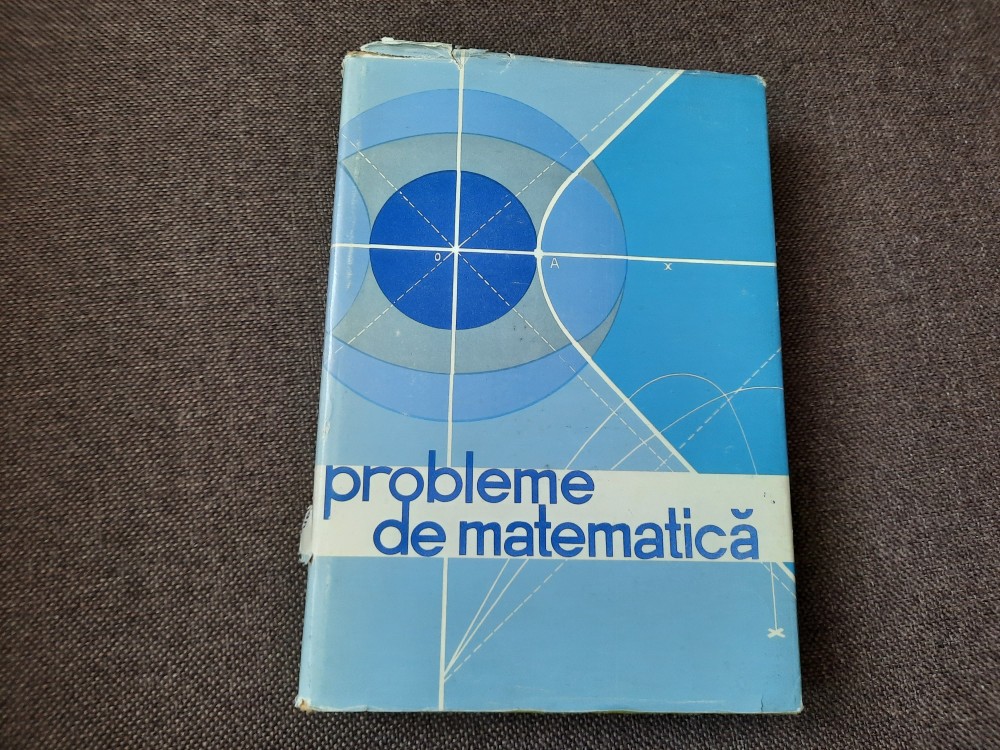 O
A
x
probleme
de matematică